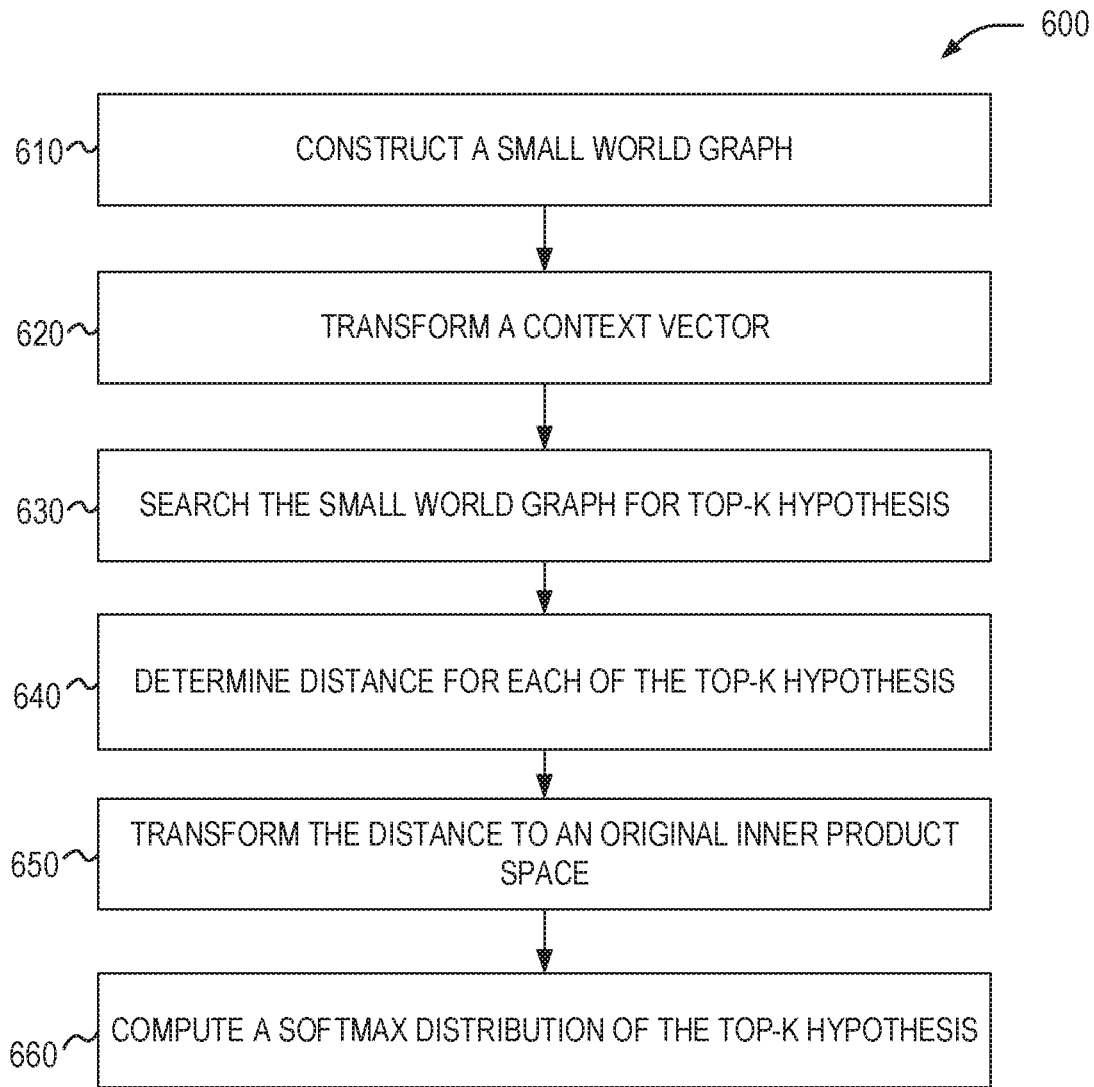 600
610
CONSTRUCT A SMALL WORLD GRAPH
620
TRANSFORM A CONTEXT VECTOR
630
SEARCH THE SMALL WORLD GRAPH FOR TOP-K HYPOTHESIS
640
DETERMINE DISTANCE FOR EACH OF THE TOP-K HYPOTHESIS
650
TRANSFORM THE DISTANCE TO AN ORIGINAL INNER PRODUCT
SPACE
660
COMPUTE A SOFTMAX DISTRIBUTION OF THE TOP-K HYPOTHESIS